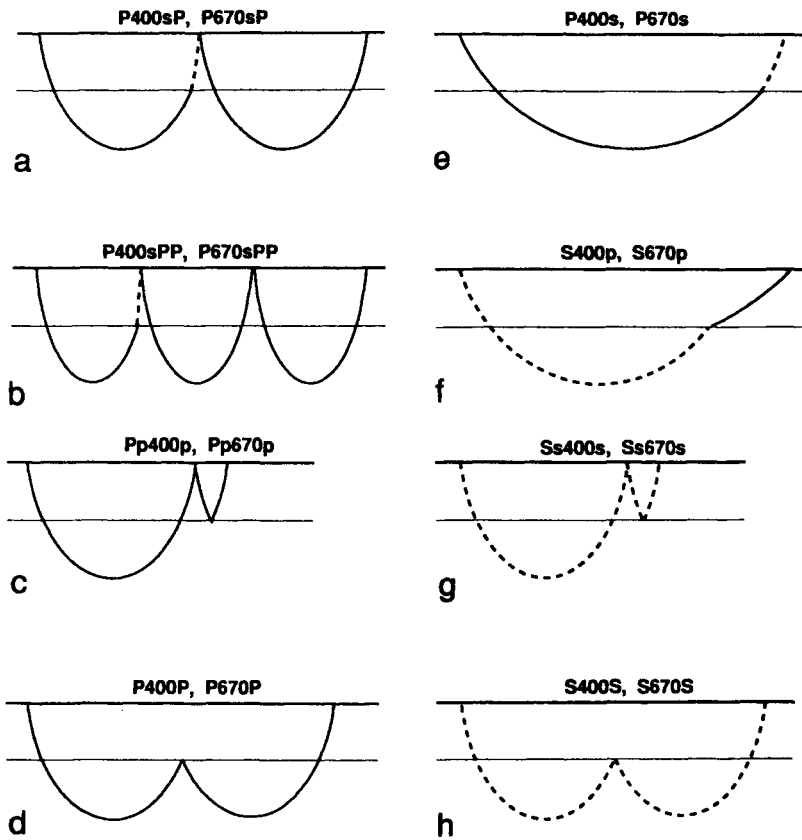 P400sP, P670sP
a
P400sPP, P670sPP
b
Pp400p, Pp670p
c
P400P, P670P
d
P400s, P670s
e
S400p, S670p
f
Ss400s, Ss670s
g
S400S, S670S
h